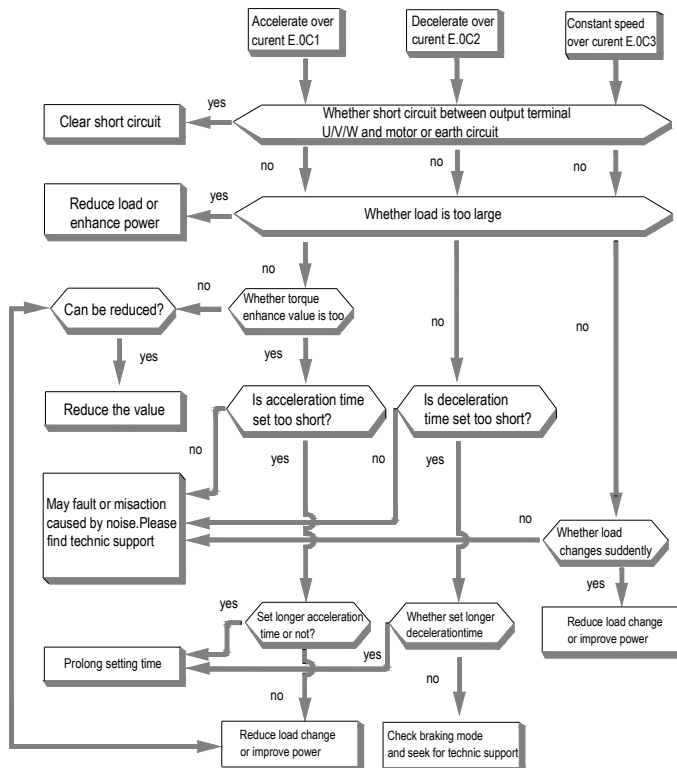 Accelerate over
curent E.0C1
Decelerate over
curent E.0C2
Constant speed
over curent E.0C3
yes
Clear short circuit
Whether short circuit between output terminal
U/V/W and motor or earth circuit
no
no
no
yes
Reduce load or
enhance power
Whether load is too large
no
no
no
no
Can be reduced?
Whether torque
enhance value is too
yes
yes
Reduce the value
Is acceleration time
set too short?
Is deceleration
time set too short?
no
yes
no
yes
May fault or misaction
caused by noise.Please
find technic support
no
Whether load
changes suddently
yes
yes
Set longer acceleration
time or not?
Whether set longer
decelerationtime
Reduce load change
or improve power
Prolong setting time
yes
no
no
Reduce load change
or improve power
Check braking mode
and seek for technic support